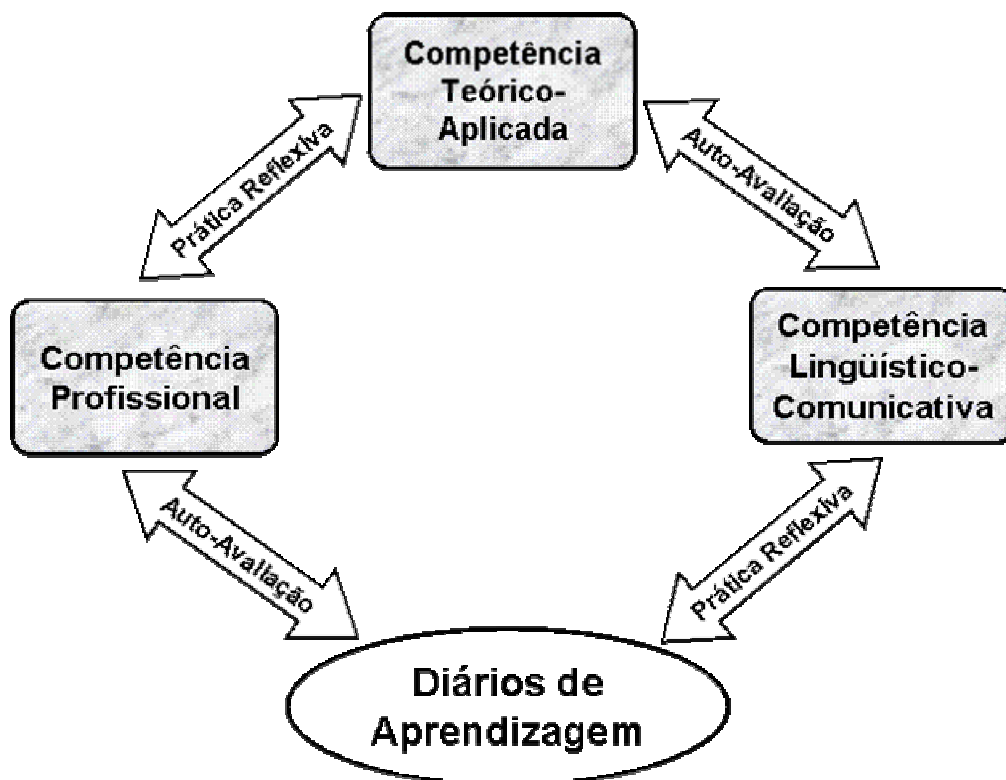 Competência
Teórico-
Aplicada
Prática Reflexiva
Auto-Avaliação
Competência
Profissional
Competência
Lingüístico-
Comunicativa
Auto-Avaliação
Prática Reflexiva
Diários de
Aprendizagem